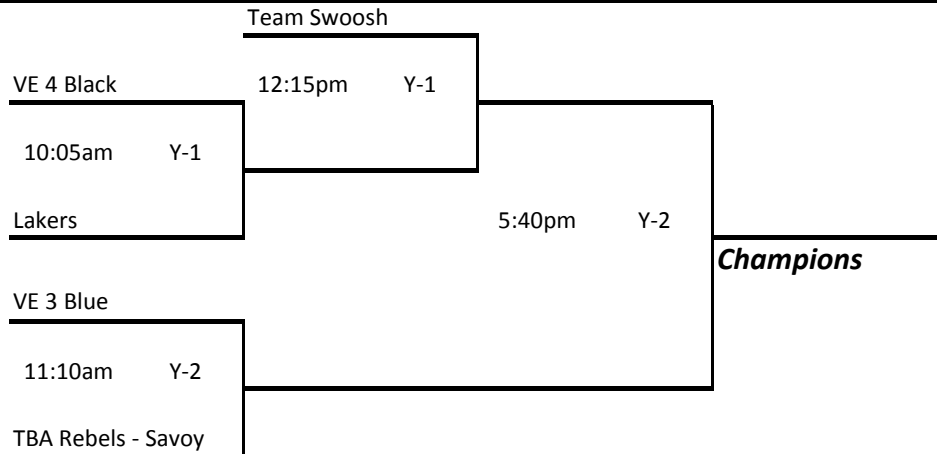 Team Swoosh
VE 4 Black
12:15pm Y-1
10:05am Y-1
Lakers
5:40pm Y-2
Champions
VE 3 Blue
11:10am Y-2
TBA Rebels - Savoy